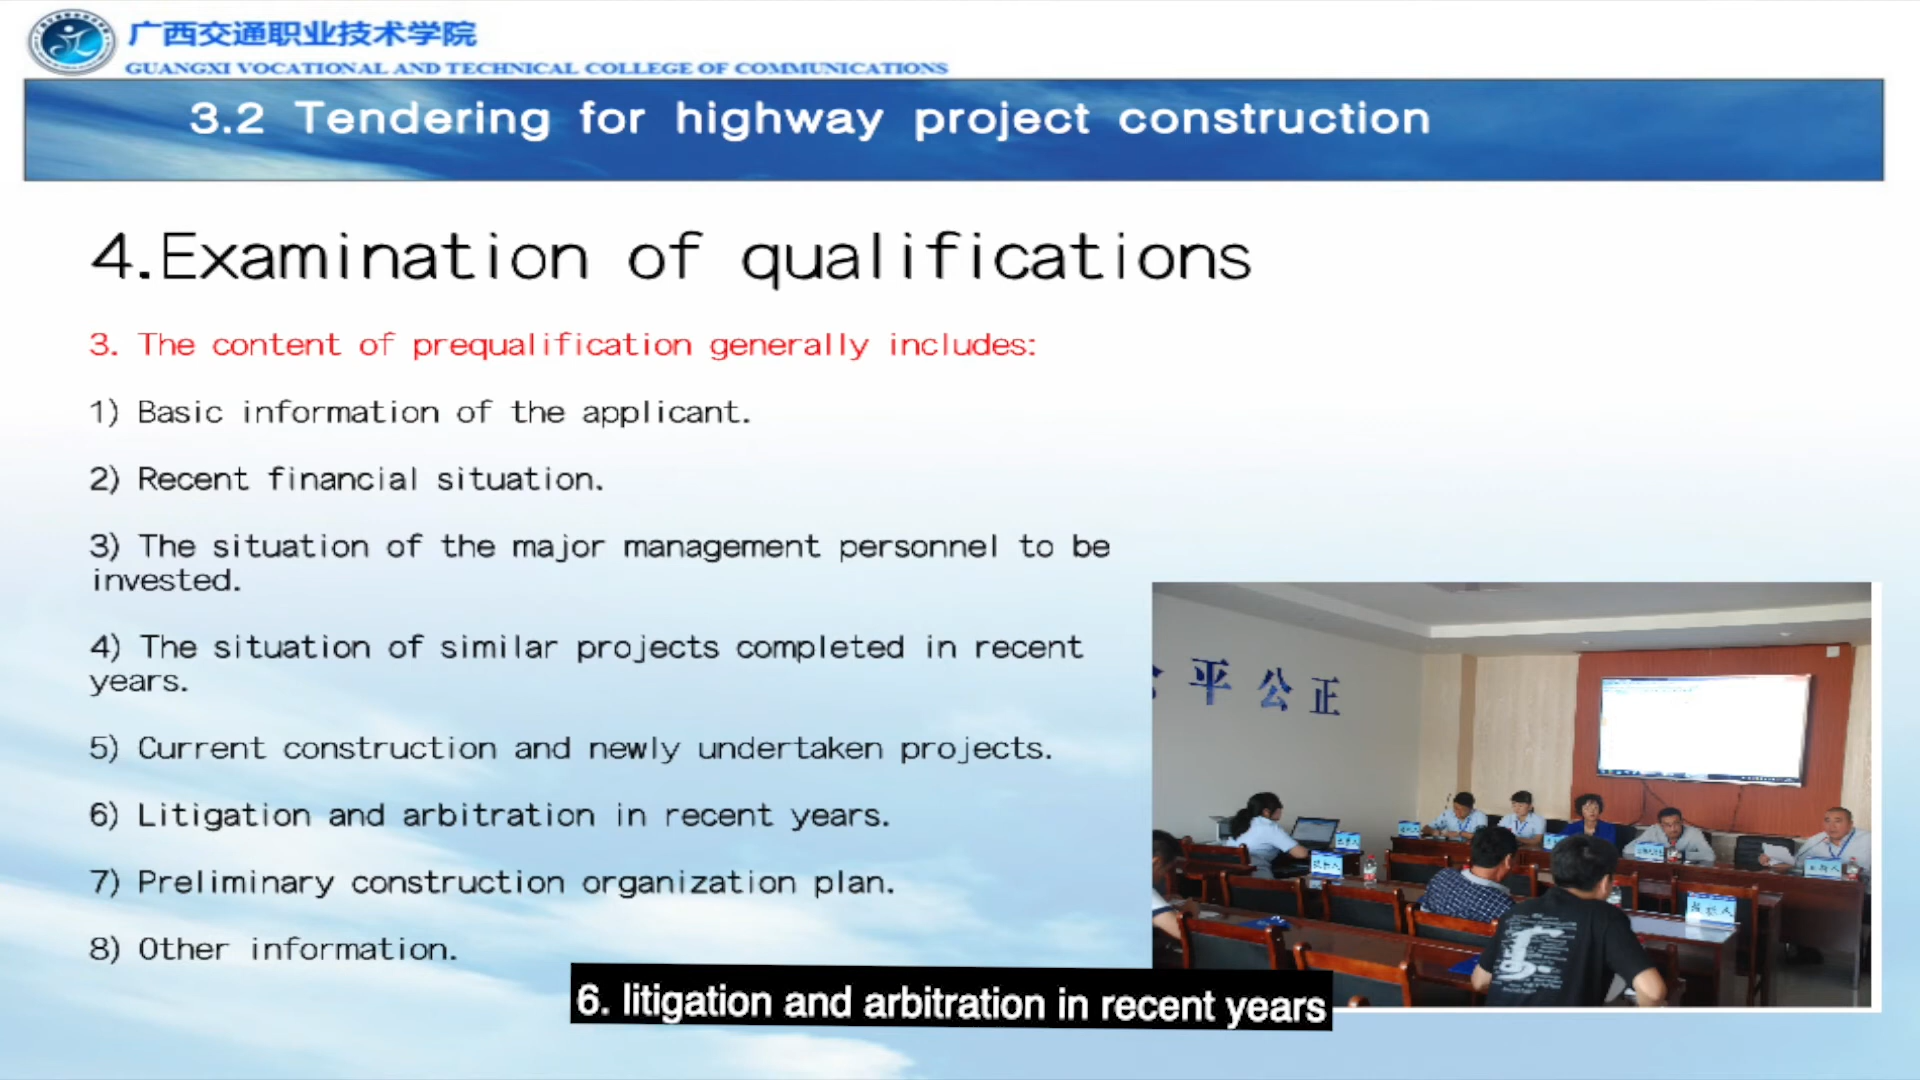 广西交通职业技术学院
GUANGXI VOCATIONAL AND TECHNICAL COLLEGE OF COMMUNICATIONS
3.2 Tendering for highway project construction
4.Examination of qualifications
3. The content of prequalification generally includes:
1) Basic information of the applicant.
2) Recent financial situation.
3) The situation of the major management personnel to be
invested.
4) The situation of similar projects completed in recent
years.
5) Current construction and newly undertaken projects.
6) Litigation and arbitration in recent years.
7) Preliminary construction organization plan.
8) Other information.
平公正
6. litigation and arbitration in recent years